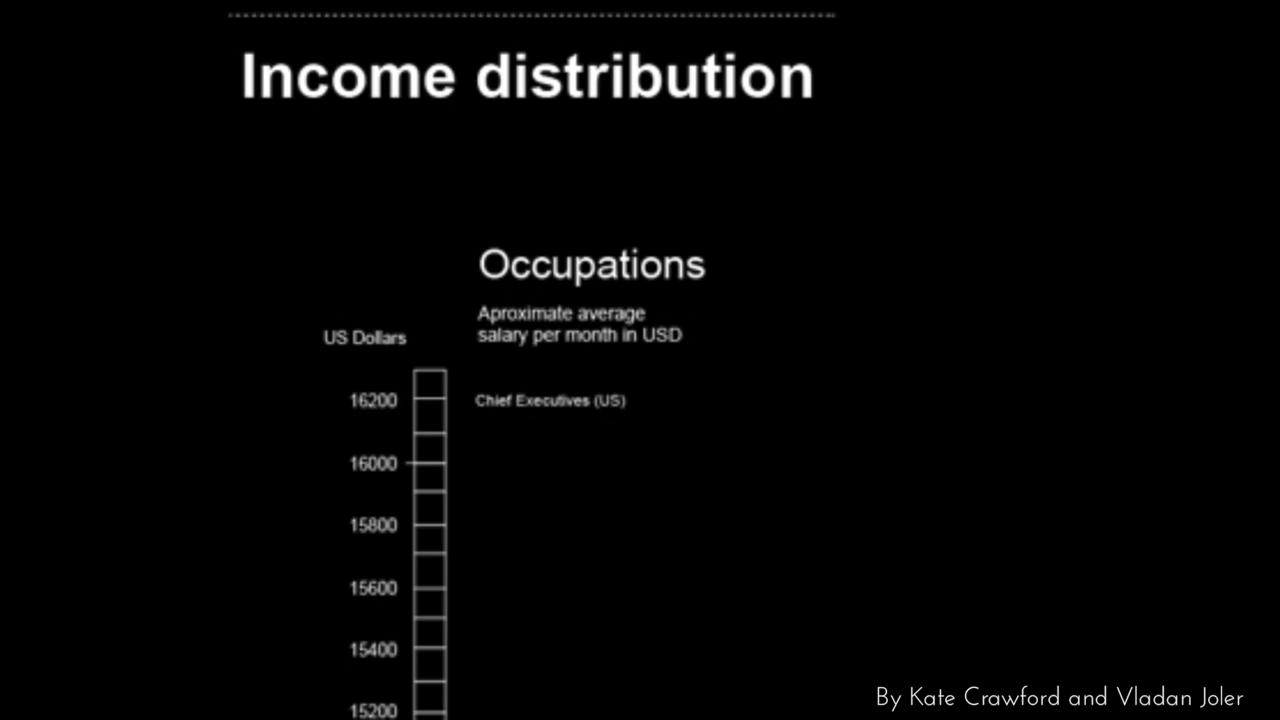 Income distribution
Occupations
Aproximate average
salary per month in USD
US Dollars
16200
Chief Executives (US)
16000
15800
15600
15400
15200
By Kate Crawford and Vladan Joler